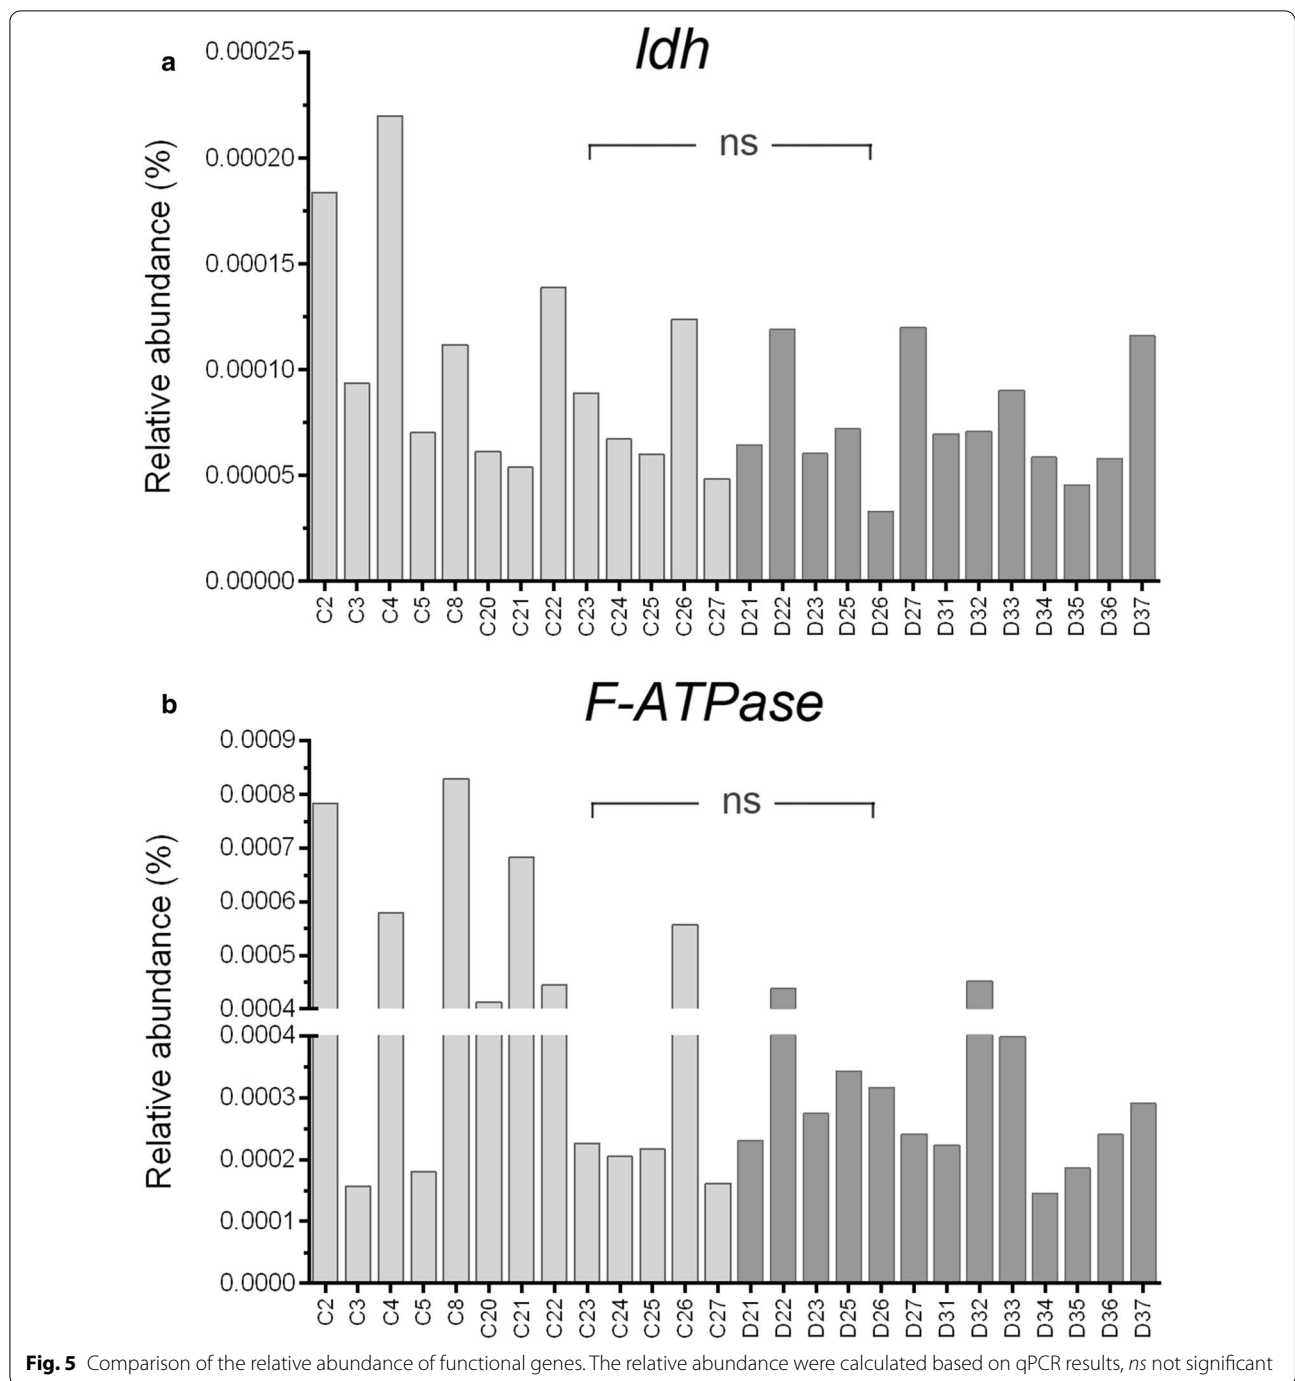 a
ldh
Relative abundance (%)
0.00025
0.00020
0.00015
0.00010
0.00005
0.00000
ns
C2 C3 C4 C5 C8 C20 C21 C22 C23 C24 C25 C26 C27 D21 D22 D23 D25 D26 D27 D31 D32 D33 D34 D35 D36 D37
b
F-ATPase
Relative abundance (%)
0.0009
0.0008
0.0007
0.0006
0.0005
0.0004
0.0004
0.0003
0.0002
0.0001
0.0000
ns
C2 C3 C4 C5 C8 C20 C21 C22 C23 C24 C25 C26 C27 D21 D22 D23 D25 D26 D27 D31 D32 D33 D34 D35 D36 D37
Fig. 5 Comparison of the relative abundance of functional genes. The relative abundance were calculated based on qPCR results, ns not significant